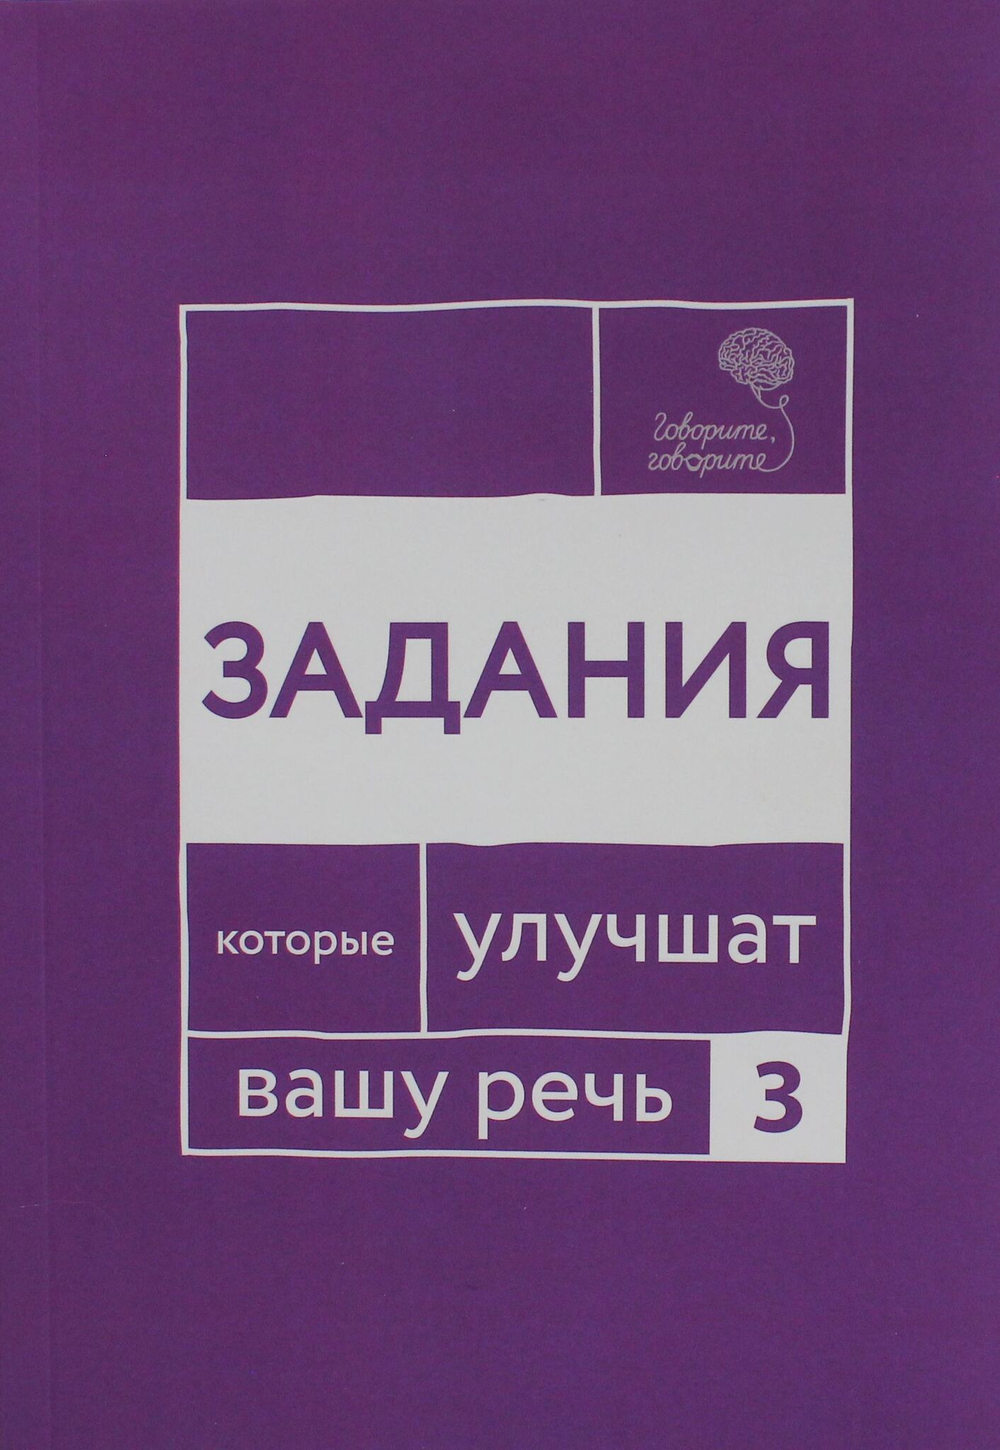 Говорите,
говорите
ЗАДАНИЯ
которые
улучшат
вашу речь
3